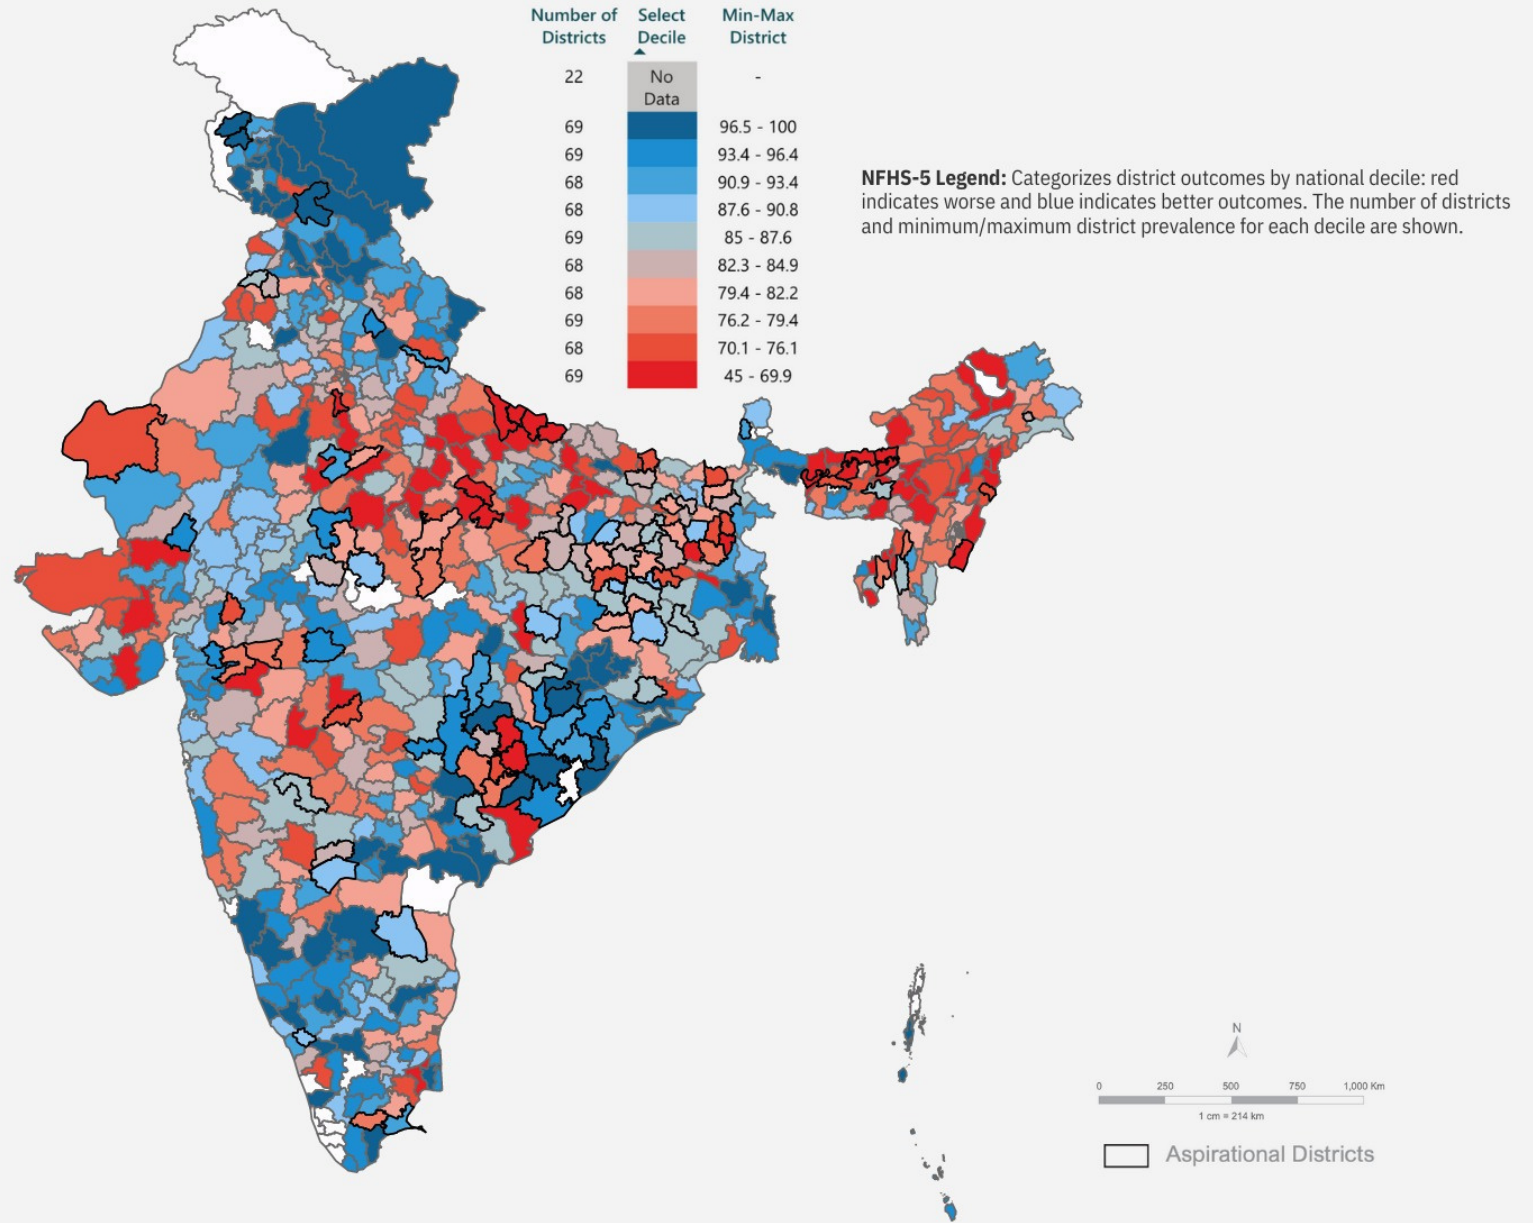 Number of Districts Select Decile Min-Max District
22 No Data -
69 96.5 - 100
69 93.4 - 96.4
68 90.9 - 93.4
68 87.6 - 90.8
69 85 - 87.6
68 82.3 - 84.9
68 79.4 - 82.2
69 76.2 - 79.4
68 70.1 - 76.1
69 45 - 69.9
NFHS-5 Legend: Categorizes district outcomes by national decile: red
indicates worse and blue indicates better outcomes. The number of districts
and minimum/maximum district prevalence for each decile are shown.
N
0 250 500 750 1,000 Km
1 cm = 214 km
Aspirational Districts